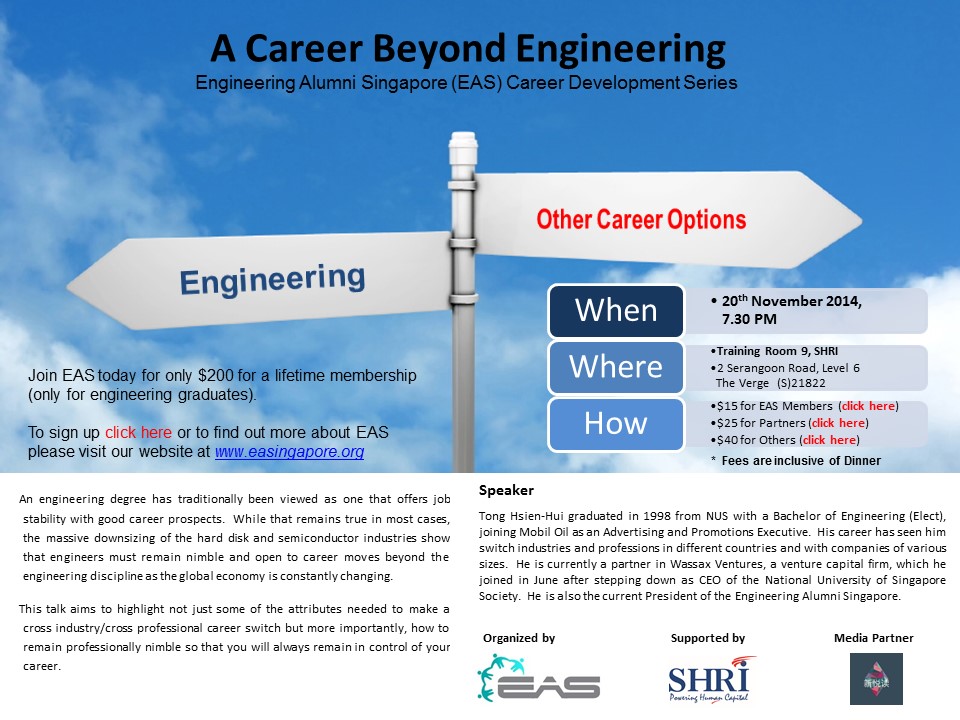 A Career Beyond Engineering
Engineering Alumni Singapore (EAS) Career Development Series
Other Career Options
Engineering
When
• 20th November 2014,
7.30 PM
Where
•Training Room 9, SHRI
•2 Serangoon Road, Level 6
The Verge (S)21822
How
•$15 for EAS Members (click here)
•$25 for Partners (click here)
•$40 for Others (click here)
* Fees are inclusive of Dinner
Join EAS today for only $200 for a lifetime membership
(only for engineering graduates).
To sign up click here or to find out more about EAS
please visit our website at www.easingapore.org
An engineering degree has traditionally been viewed as one that offers job
stability with good career prospects. While that remains true in most cases,
the massive downsizing of the hard disk and semiconductor industries show
that engineers must remain nimble and open to career moves beyond the
engineering discipline as the global economy is constantly changing.
This talk aims to highlight not just some of the attributes needed to make a
cross industry/cross professional career switch but more importantly, how to
remain professionally nimble so that you will always remain in control of your
career.
Speaker
Tong Hsien-Hui graduated in 1998 from NUS with a Bachelor of Engineering (Elect),
joining Mobil Oil as an Advertising and Promotions Executive. His career has seen him
switch industries and professions in different countries and with companies of various
sizes. He is currently a partner in Wassax Ventures, a venture capital firm, which he
joined in June after stepping down as CEO of the National University of Singapore
Society. He is also the current President of the Engineering Alumni Singapore.
Organized by
Supported by
Media Partner
EAS
SHRI
Powering Human Capital
新悦读